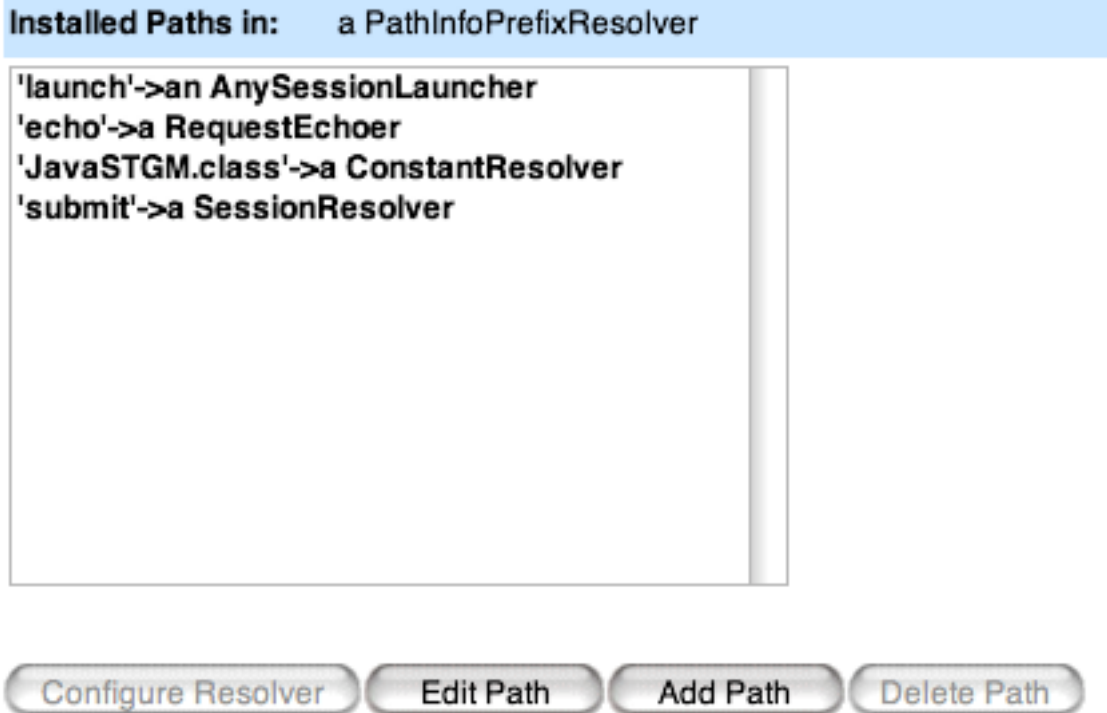 Installed Paths in: a PathInfoPrefixResolver
'launch'->an AnySessionLauncher
'echo'->a RequestEchoer
'JavaSTGM.class'->a ConstantResolver
'submit'->a SessionResolver
Configure Resolver Edit Path Add Path Delete Path